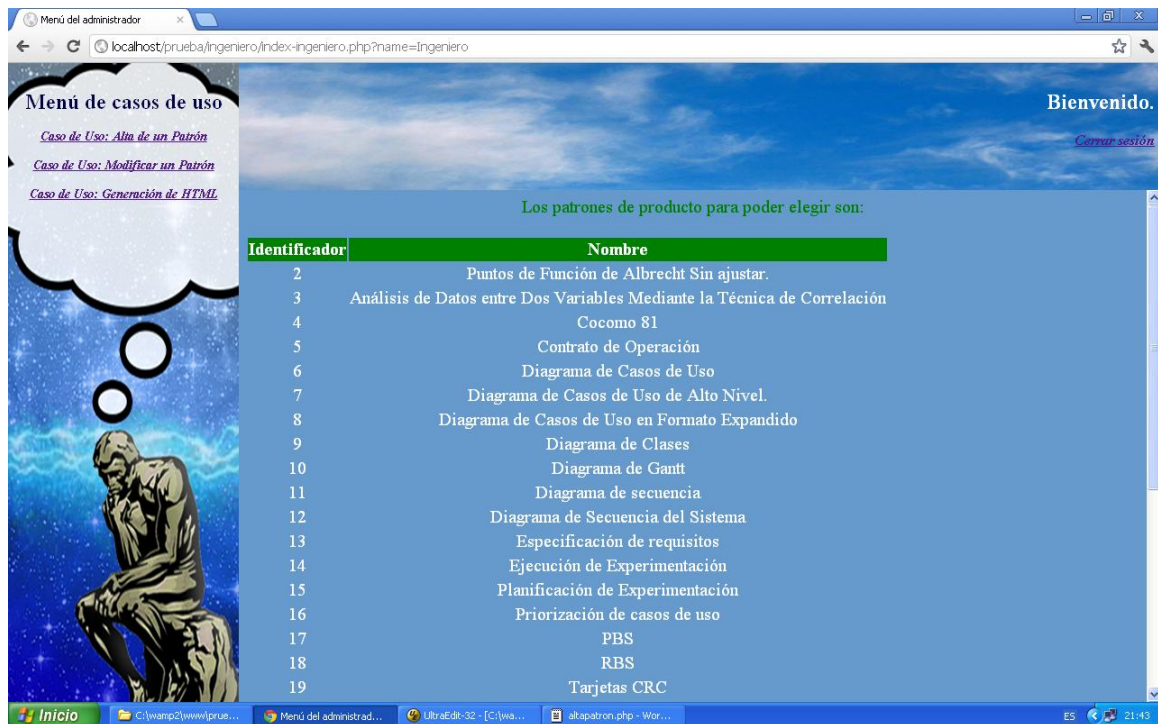 Menú del administrador
localhost/prueba/ingeniero/index-ingeniero.php?name=Ingeniero
Menú de casos de uso
Caso de Uso: Alta de un Patrón
Caso de Uso: Modificar un Patrón
Caso de Uso: Generación de HTML
Bienvenido.
Cerrar sesión
Los patrones de producto para poder elegir son:
Identificador Nombre
2 Puntos de Función de Albrecht Sin ajustar.
3 Análisis de Datos entre Dos Variables Mediante la Técnica de Correlación
4 Cocomo 81
5 Contrato de Operación
6 Diagrama de Casos de Uso
7 Diagrama de Casos de Uso de Alto Nivel.
8 Diagrama de Casos de Uso en Formato Expandido
9 Diagrama de Clases
10 Diagrama de Gantt
11 Diagrama de secuencia
12 Diagrama de Secuencia del Sistema
13 Especificación de requisitos
14 Ejecución de Experimentación
15 Planificación de Experimentación
16 Priorización de casos de uso
17 PBS
18 RBS
19 Tarjetas CRC
Inicio C:\wamp2\www\prue... Menú del administrad... UltraEdit-32 - [C:\wa... altapatron.php - Wor... ES 21:43